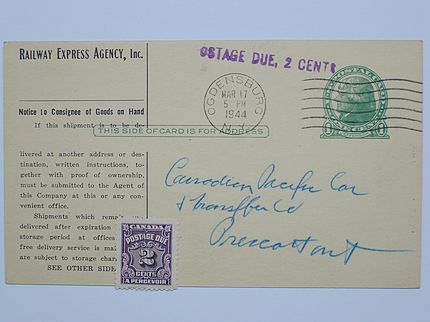 RAILWAY EXPRESS AGENCY, INC.
OSTAGE DUE, 2 CENTS
OGDENSBURG
MAR 17
5 PM
1944
Notice to Consignee of Goods on Hand
If this shipment is to be de-
THIS SIDE OF CARD IS FOR ADDRESS
livered at another address or des-
tination, written instructions, to-
gether with proof of ownership,
must be submitted to the Agent of
this Company at this or any con-
venient office.
Shipments which remain
delivered after expiration
storage period at offices
free delivery service is
are subject to storage
SEE OTHER SIDE
Canadian Pacific Car
& Transfer Co
Prescott Ont
CANADA
POSTAGE DUE
2
CENTS
A PERCEVOIR